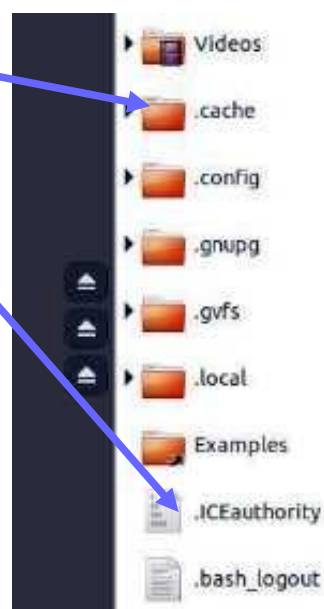 Videos
.cache
.config
.gnupg
.gvfs
.local
Examples
.ICEauthority
.bash_logout